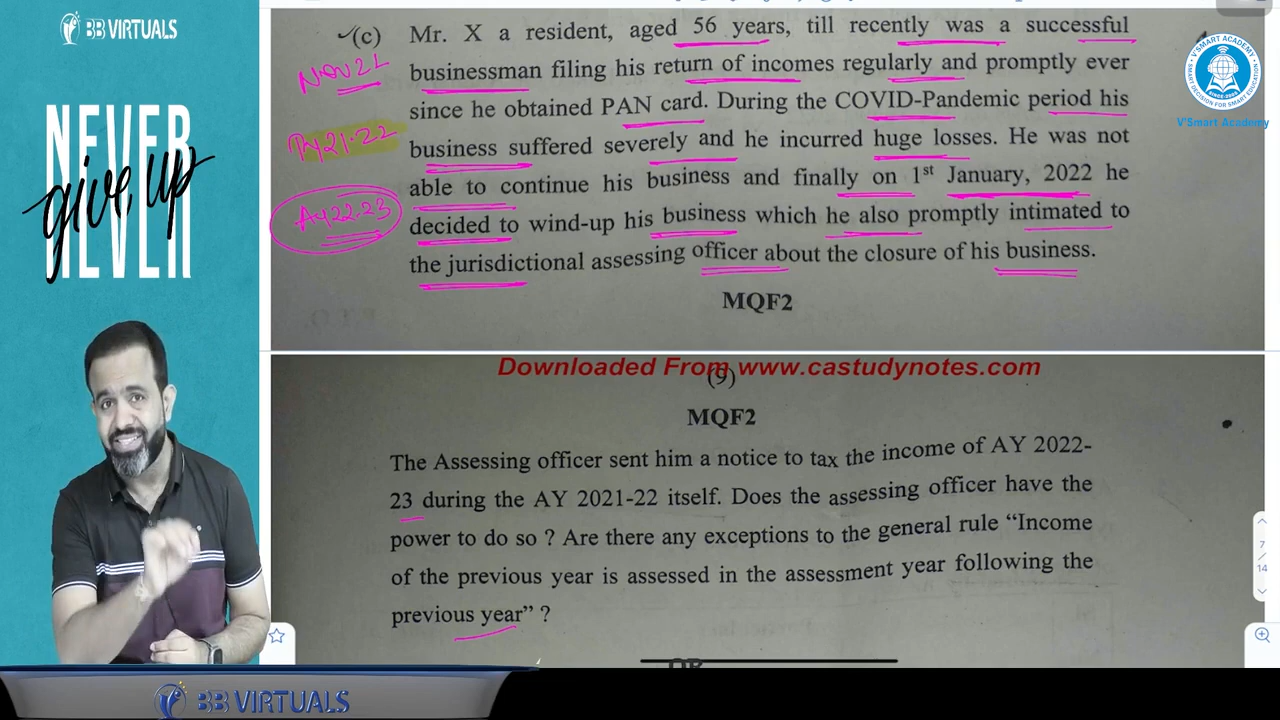 BB VIRTUALS
NEVER
give up
NEVER
(c) Mr. X a resident, aged 56 years, till recently was a successful
businessman filing his return of incomes regularly and promptly ever
since he obtained PAN card. During the COVID-Pandemic period his
business suffered severely and he incurred huge losses. He was not
able to continue his business and finally on 1st January, 2022 he
decided to wind-up his business which he also promptly intimated to
the jurisdictional assessing officer about the closure of his business.
MQF2
Nov 21
Py 21-22
Ay 22.23
V'SMART ACADEMY
V'Smart Academy
Downloaded From www.castudynotes.com
(9)
MQF2
The Assessing officer sent him a notice to tax the income of AY 2022-
23 during the AY 2021-22 itself. Does the assessing officer have the
power to do so ? Are there any exceptions to the general rule “Income
of the previous year is assessed in the assessment year following the
previous year” ?
OR
7
/
14
BB VIRTUALS